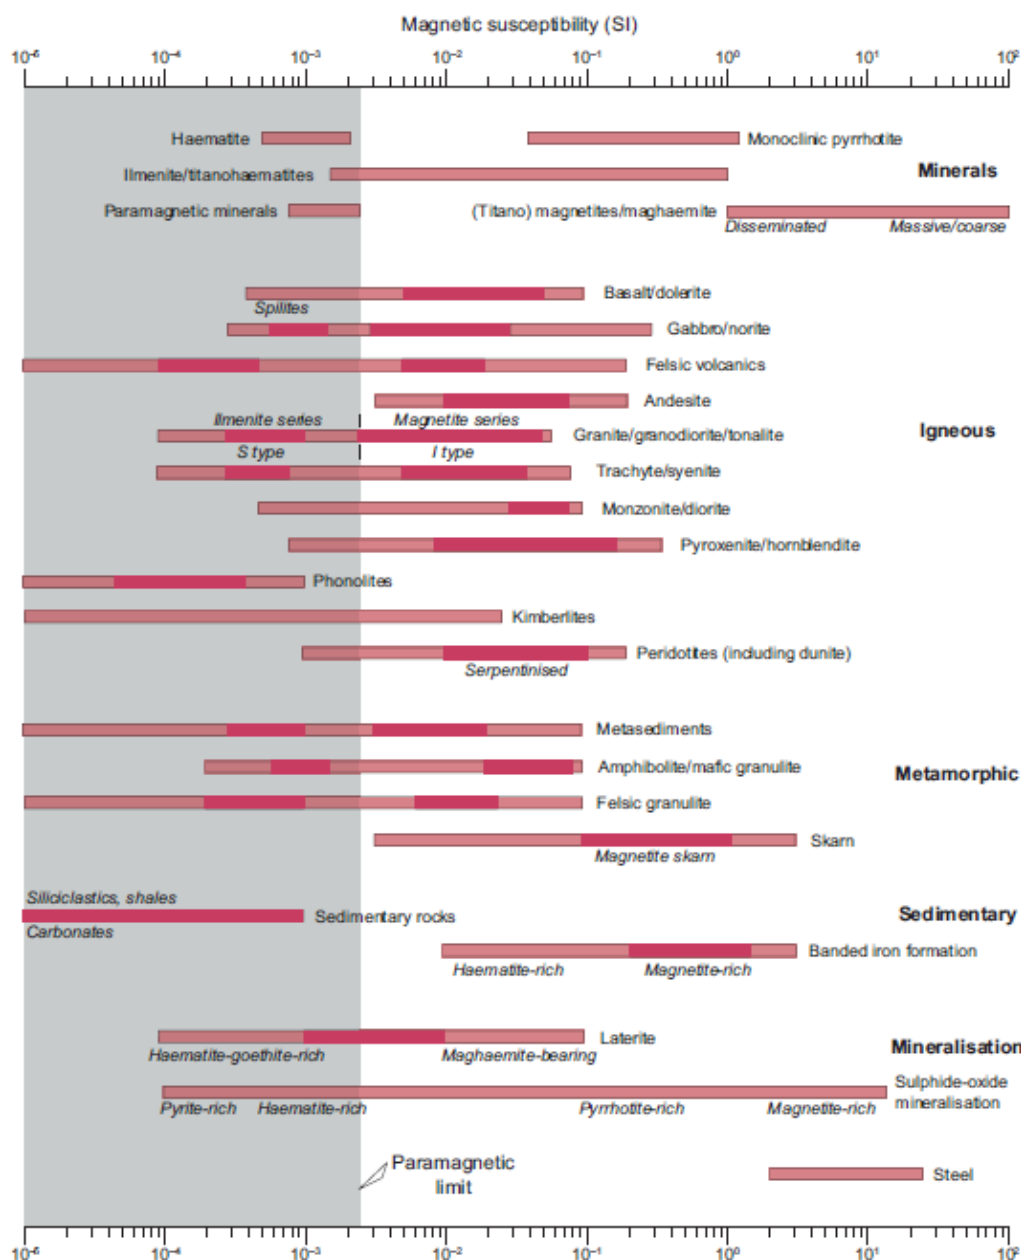 Magnetic susceptibility (SI)
10⁻⁵ 10⁻⁴ 10⁻³ 10⁻² 10⁻¹ 10⁰ 10¹ 10²
Haematite Monoclinic pyrrhotite
Minerals
Ilmenite/titanohaematites
Paramagnetic minerals (Titano) magnetites/maghaemite
Disseminated Massive/coarse
Basalt/dolerite
Spilites
Gabbro/norite
Felsic volcanics
Andesite
Ilmenite series Magnetite series
Granite/granodiorite/tonalite Igneous
S type I type
Trachyte/syenite
Monzonite/diorite
Pyroxenite/hornblendite
Phonolites
Kimberlites
Peridotites (including dunite)
Serpentinised
Metasediments
Amphibolite/mafic granulite Metamorphic
Felsic granulite
Skarn
Magnetite skarn
Siliciclastics, shales
Sedimentary rocks Sedimentary
Carbonates
Banded iron formation
Haematite-rich Magnetite-rich
Laterite
Mineralisation
Haematite-goethite-rich Maghaemite-bearing
Sulphide-oxide
mineralisation
Pyrite-rich Haematite-rich Pyrrhotite-rich Magnetite-rich
Paramagnetic
limit
Steel
10⁻⁵ 10⁻⁴ 10⁻³ 10⁻² 10⁻¹ 10⁰ 10¹ 10²